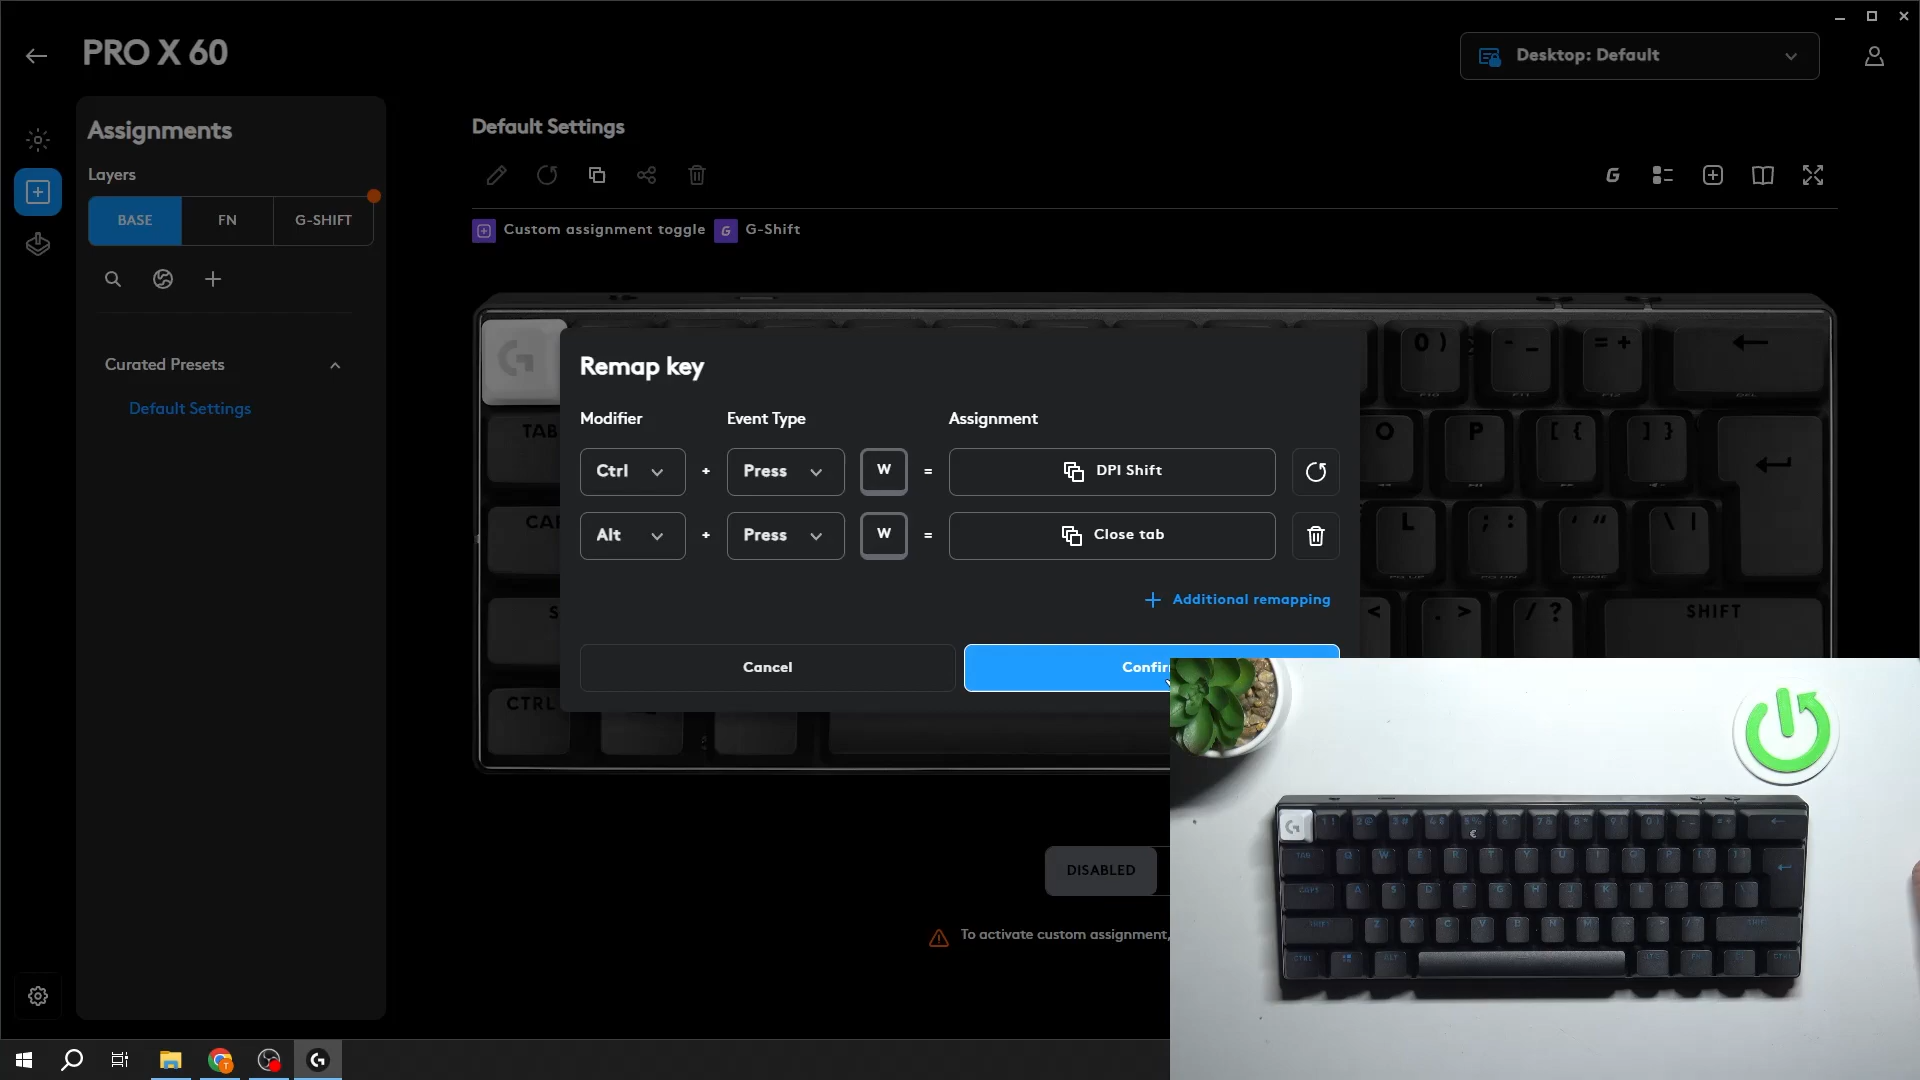 PRO X 60
Desktop: Default
Assignments
Layers
BASE
FN
G-SHIFT
Curated Presets
Default Settings
Default Settings
Custom assignment toggle
G
G-Shift
Remap key
Modifier
Event Type
Assignment
Ctrl
+
Press
W
=
DPI Shift
Alt
+
Press
W
=
Close tab
+ Additional remapping
Cancel
Confir
TAB
CTRL
0 )
- _
= +
O
P
[ {
] }
L
; :
' "
\ |
<
. >
/ ?
SHIFT
DISABLED
To activate custom assignment,